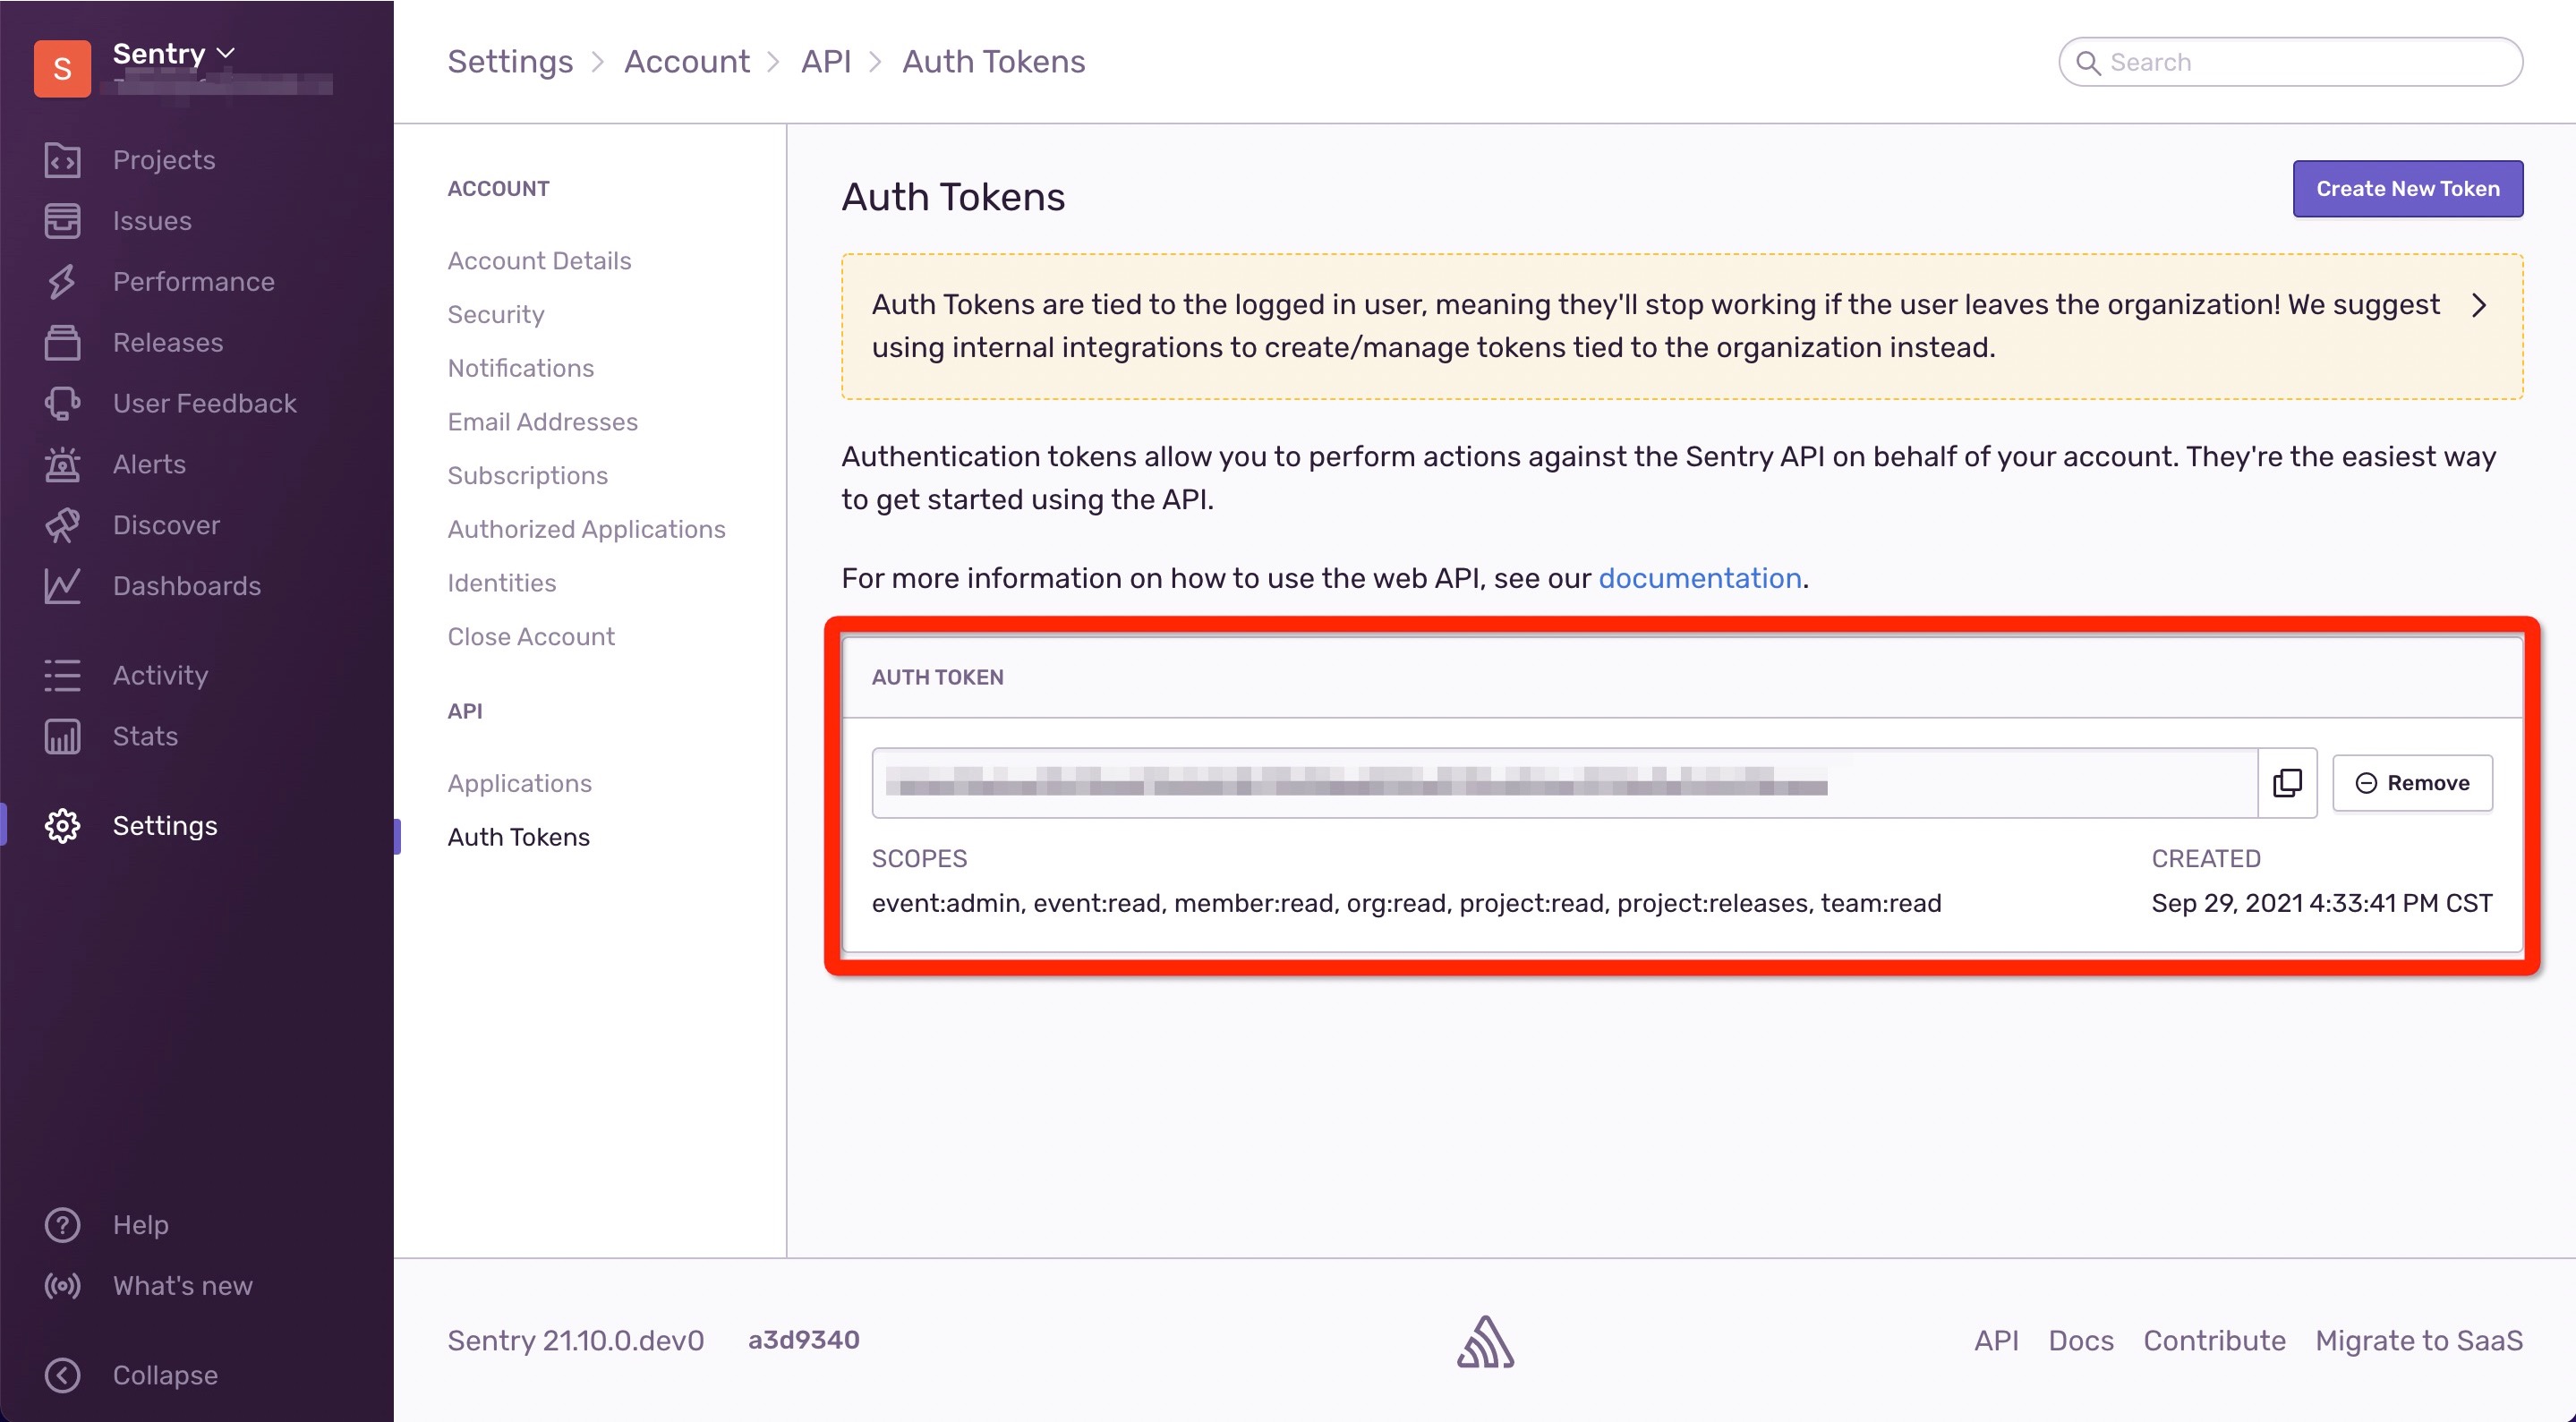 S
Sentry
Projects
Issues
Performance
Releases
User Feedback
Alerts
Discover
Dashboards
Activity
Stats
Settings
Help
What's new
Collapse
Settings > Account > API > Auth Tokens
Search
ACCOUNT
Account Details
Security
Notifications
Email Addresses
Subscriptions
Authorized Applications
Identities
Close Account
API
Applications
Auth Tokens
Auth Tokens
Create New Token
Auth Tokens are tied to the logged in user, meaning they'll stop working if the user leaves the organization! We suggest
using internal integrations to create/manage tokens tied to the organization instead.
Authentication tokens allow you to perform actions against the Sentry API on behalf of your account. They're the easiest way
to get started using the API.
For more information on how to use the web API, see our documentation.
AUTH TOKEN
Remove
SCOPES
event:admin, event:read, member:read, org:read, project:read, project:releases, team:read
CREATED
Sep 29, 2021 4:33:41 PM CST
Sentry 21.10.0.dev0 a3d9340
API Docs Contribute Migrate to SaaS